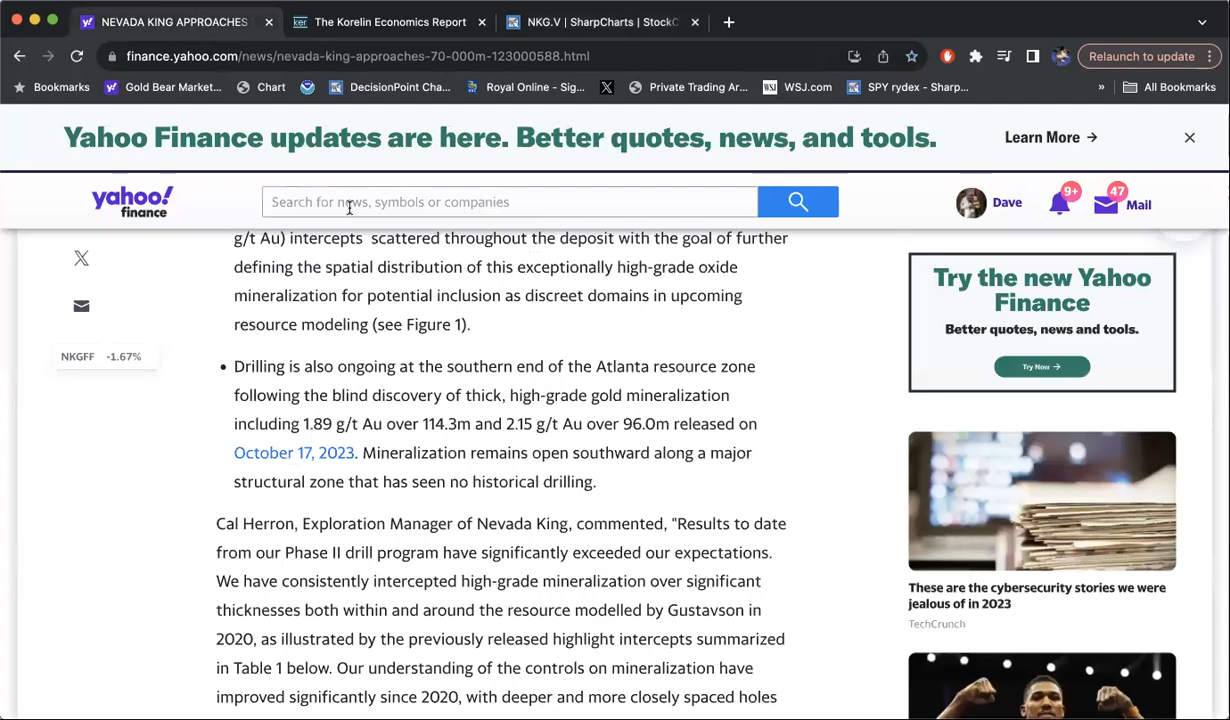 NEVADA KING APPROACHES
The Korelin Economics Report
NKG.V | SharpCharts | StockC
finance.yahoo.com/news/nevada-king-approaches-70-000m-123000588.html
Relaunch to update
Bookmarks
Gold Bear Market...
Chart
DecisionPoint Cha...
Royal Online - Sig...
Private Trading Ar...
WSJ
WSJ.com
SPY rydex - Sharp...
»
All Bookmarks
Yahoo Finance updates are here. Better quotes, news, and tools.
Learn More →
yahoo!
finance
Search for news, symbols or companies
Dave
9+
47
Mail
g/t Au) intercepts scattered throughout the deposit with the goal of further
defining the spatial distribution of this exceptionally high-grade oxide
mineralization for potential inclusion as discreet domains in upcoming
resource modeling (see Figure 1).
NKGFF -1.67%
• Drilling is also ongoing at the southern end of the Atlanta resource zone
following the blind discovery of thick, high-grade gold mineralization
including 1.89 g/t Au over 114.3m and 2.15 g/t Au over 96.0m released on
October 17, 2023. Mineralization remains open southward along a major
structural zone that has seen no historical drilling.
Cal Herron, Exploration Manager of Nevada King, commented, "Results to date
from our Phase II drill program have significantly exceeded our expectations.
We have consistently intercepted high-grade mineralization over significant
thicknesses both within and around the resource modelled by Gustavson in
2020, as illustrated by the previously released highlight intercepts summarized
in Table 1 below. Our understanding of the controls on mineralization have
improved significantly since 2020, with deeper and more closely spaced holes
Try the new Yahoo
Finance
Better quotes, news and tools.
Try Now →
These are the cybersecurity stories we were
jealous of in 2023
TechCrunch